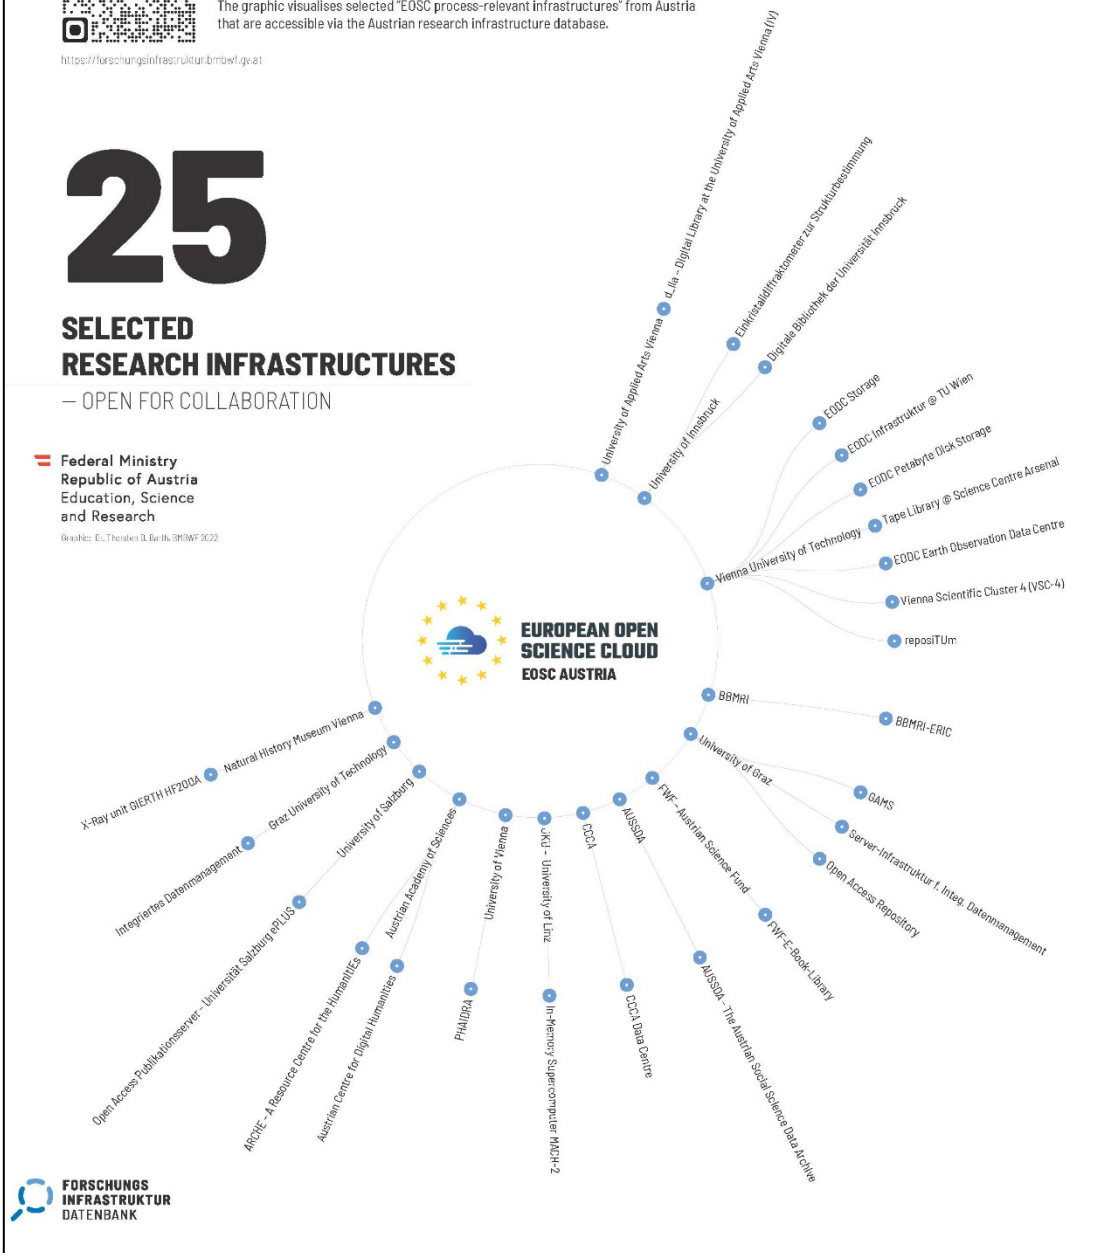 The graphic visualises selected "EOSC process-relevant infrastructures" from Austria
that are accessible via the Austrian research infrastructure database.
https://forschungsinfrastruktur.bmbwf.gv.at
25
SELECTED
RESEARCH INFRASTRUCTURES
– OPEN FOR COLLABORATION
Federal Ministry
Republic of Austria
Education, Science
and Research
Graphic: Dr. Thorsten D. Barth, BMBWF 2022
EUROPEAN OPEN
SCIENCE CLOUD
EOSC AUSTRIA
University of Applied Arts Vienna
d_lia – Digital Library at the University of Applied Arts Vienna (IV)
University of Innsbruck
Einkristalldiffraktometer zur Strukturbestimmung
Digitale Bibliothek der Universität Innsbruck
Vienna University of Technology
EODC Storage
EODC Infrastruktur @ TU Wien
EODC Petabyte Disk Storage
Tape Library @ Science Centre Arsenal
EODC Earth Observation Data Centre
Vienna Scientific Cluster 4 (VSC-4)
reposiTUm
BBMRI
BBMRI-ERIC
University of Graz
GAMS
Server-Infrastruktur f. Integ. Datenmanagement
Open Access Repository
FWF – Austrian Science Fund
FWF-E-Book-Library
AUSSDA
AUSSDA – The Austrian Social Science Data Archive
CCCA
CCCA Data Centre
JKU – University of Linz
In-Memory Supercomputer MACH-2
University of Vienna
PHAIDRA
Austrian Academy of Sciences
Austrian Centre for Digital Humanities
ARCHE – A Resource Centre for the HumanitiEs
University of Salzburg
Open Access Publikationsserver – Universität Salzburg ePLUS
Graz University of Technology
Integriertes Datenmanagement
Natural History Museum Vienna
X-Ray unit GIERTH HF200A
FORSCHUNGS
INFRASTRUKTUR
DATENBANK